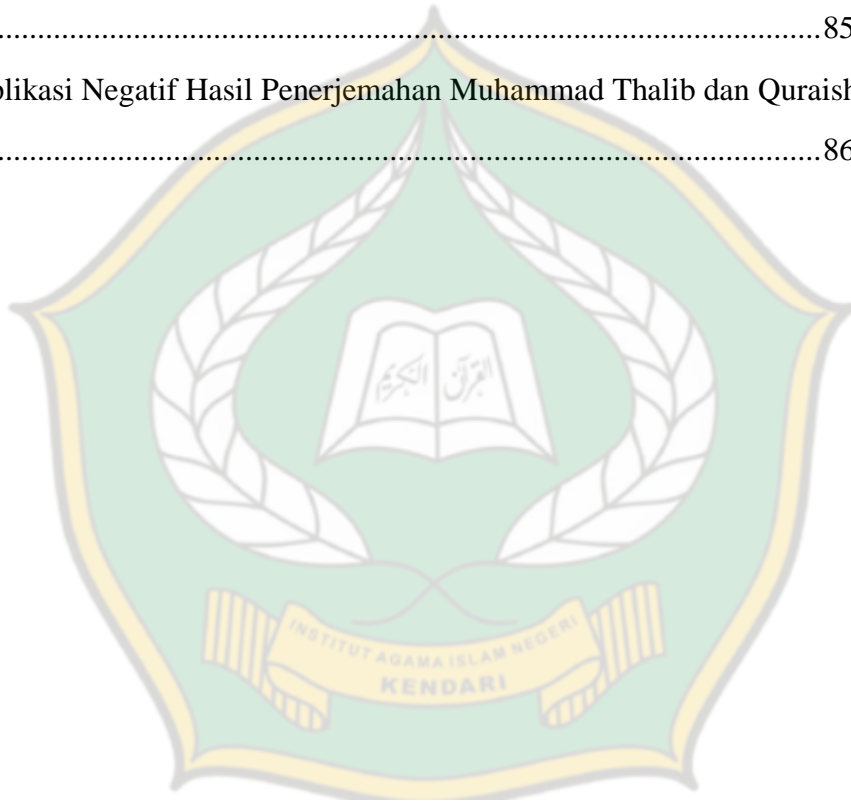 85
plikasi Negatif Hasil Penerjemahan Muhammad Thalib dan Quraish
86
القرآن الكريم
INSTITUT AGAMA ISLAM NEGERI
KENDARI